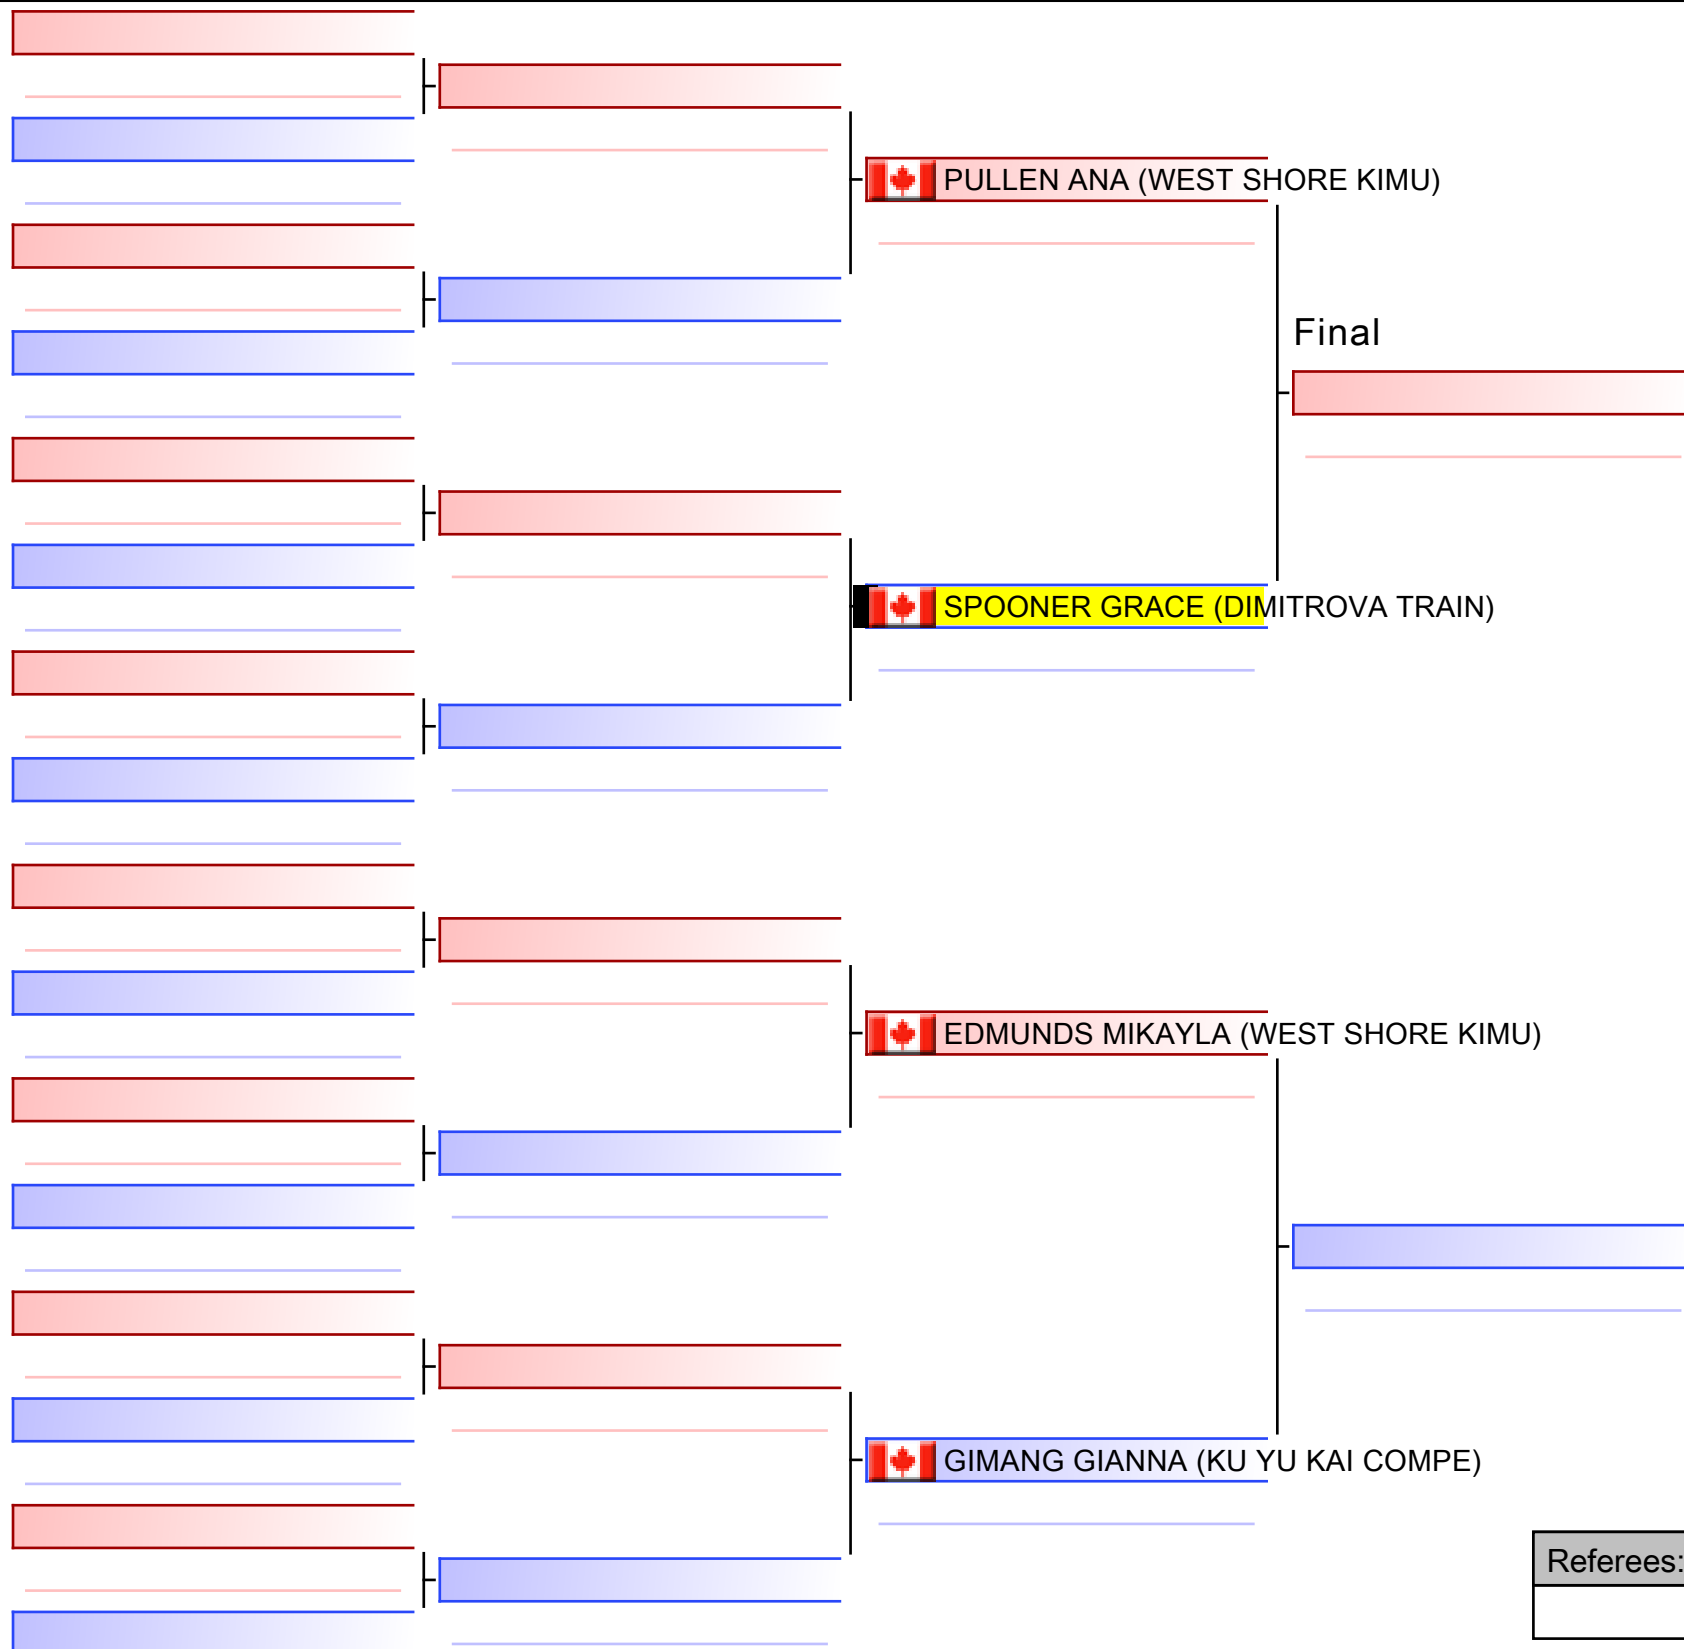 PULLEN ANA (WEST SHORE KIMU)
Final
SPOONER GRACE (DIMITROVA TRAIN)
EDMUNDS MIKAYLA (WEST SHORE KIMU)
GIMANG GIANNA (KU YU KAI COMPE)
Referees: